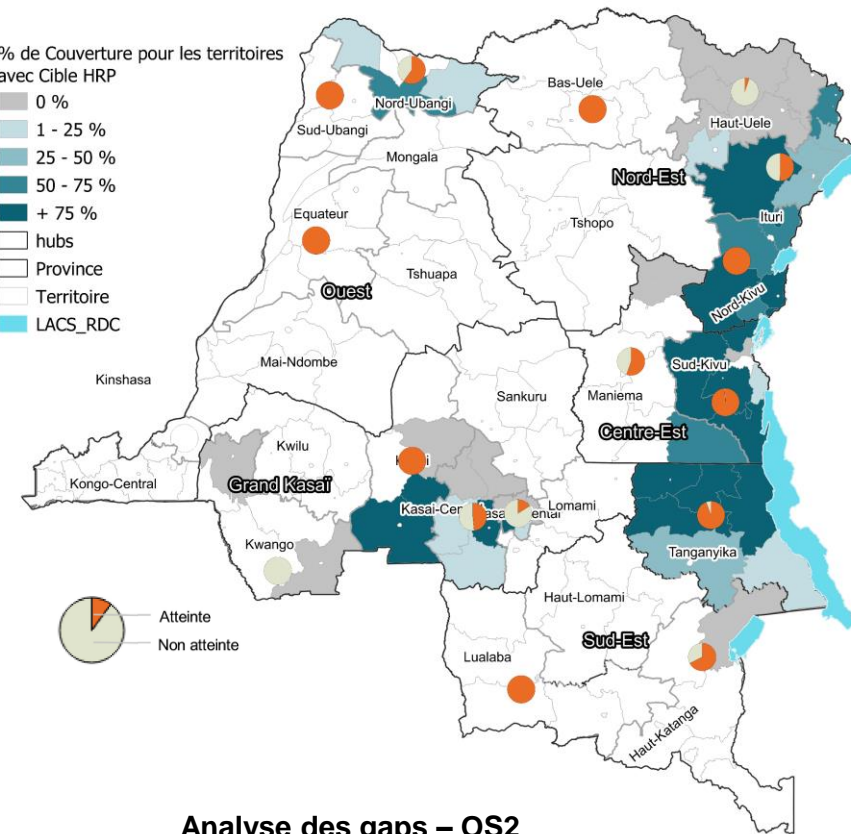 % de Couverture pour les territoires
avec Cible HRP
0 %
1 - 25 %
25 - 50 %
50 - 75 %
+ 75 %
hubs
Province
Territoire
LACS_RDC
Bas-Uele
Nord-Ubangi
Sud-Ubangi
Haut-Uele
Mongala
Nord-Est
Equateur
Tshopo
Ituri
Tshuapa
Ouest
Nord-Kivu
Mai-Ndombe
Sud-Kivu
Kinshasa
Sankuru
Maniema
Centre-Est
Kwilu
Kongo-Central
Grand Kasaï
Lomami
Kwango
Tanganyika
Haut-Lomami
Atteinte
Non atteinte
Sud-Est
Lualaba
Haut-Katanga
Analyse des gaps – OS2